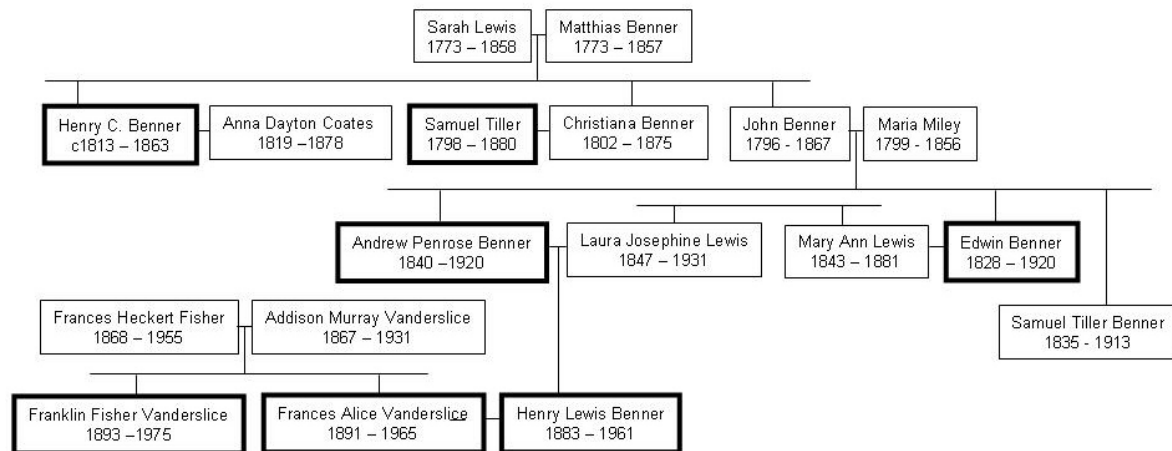 Sarah Lewis
1773 – 1858
Matthias Benner
1773 – 1857
Henry C. Benner
c1813 – 1863
Anna Dayton Coates
1819 –1878
Samuel Tiller
1798 – 1880
Christiana Benner
1802 – 1875
John Benner
1796 - 1867
Maria Miley
1799 - 1856
Andrew Penrose Benner
1840 –1920
Laura Josephine Lewis
1847 - 1931
Mary Ann Lewis
1843 – 1881
Edwin Benner
1828 – 1920
Samuel Tiller Benner
1835 - 1913
Frances Heckert Fisher
1868 – 1955
Addison Murray Vanderslice
1867 – 1931
Franklin Fisher Vanderslice
1893 –1975
Frances Alice Vanderslice
1891 – 1965
Henry Lewis Benner
1883 – 1961